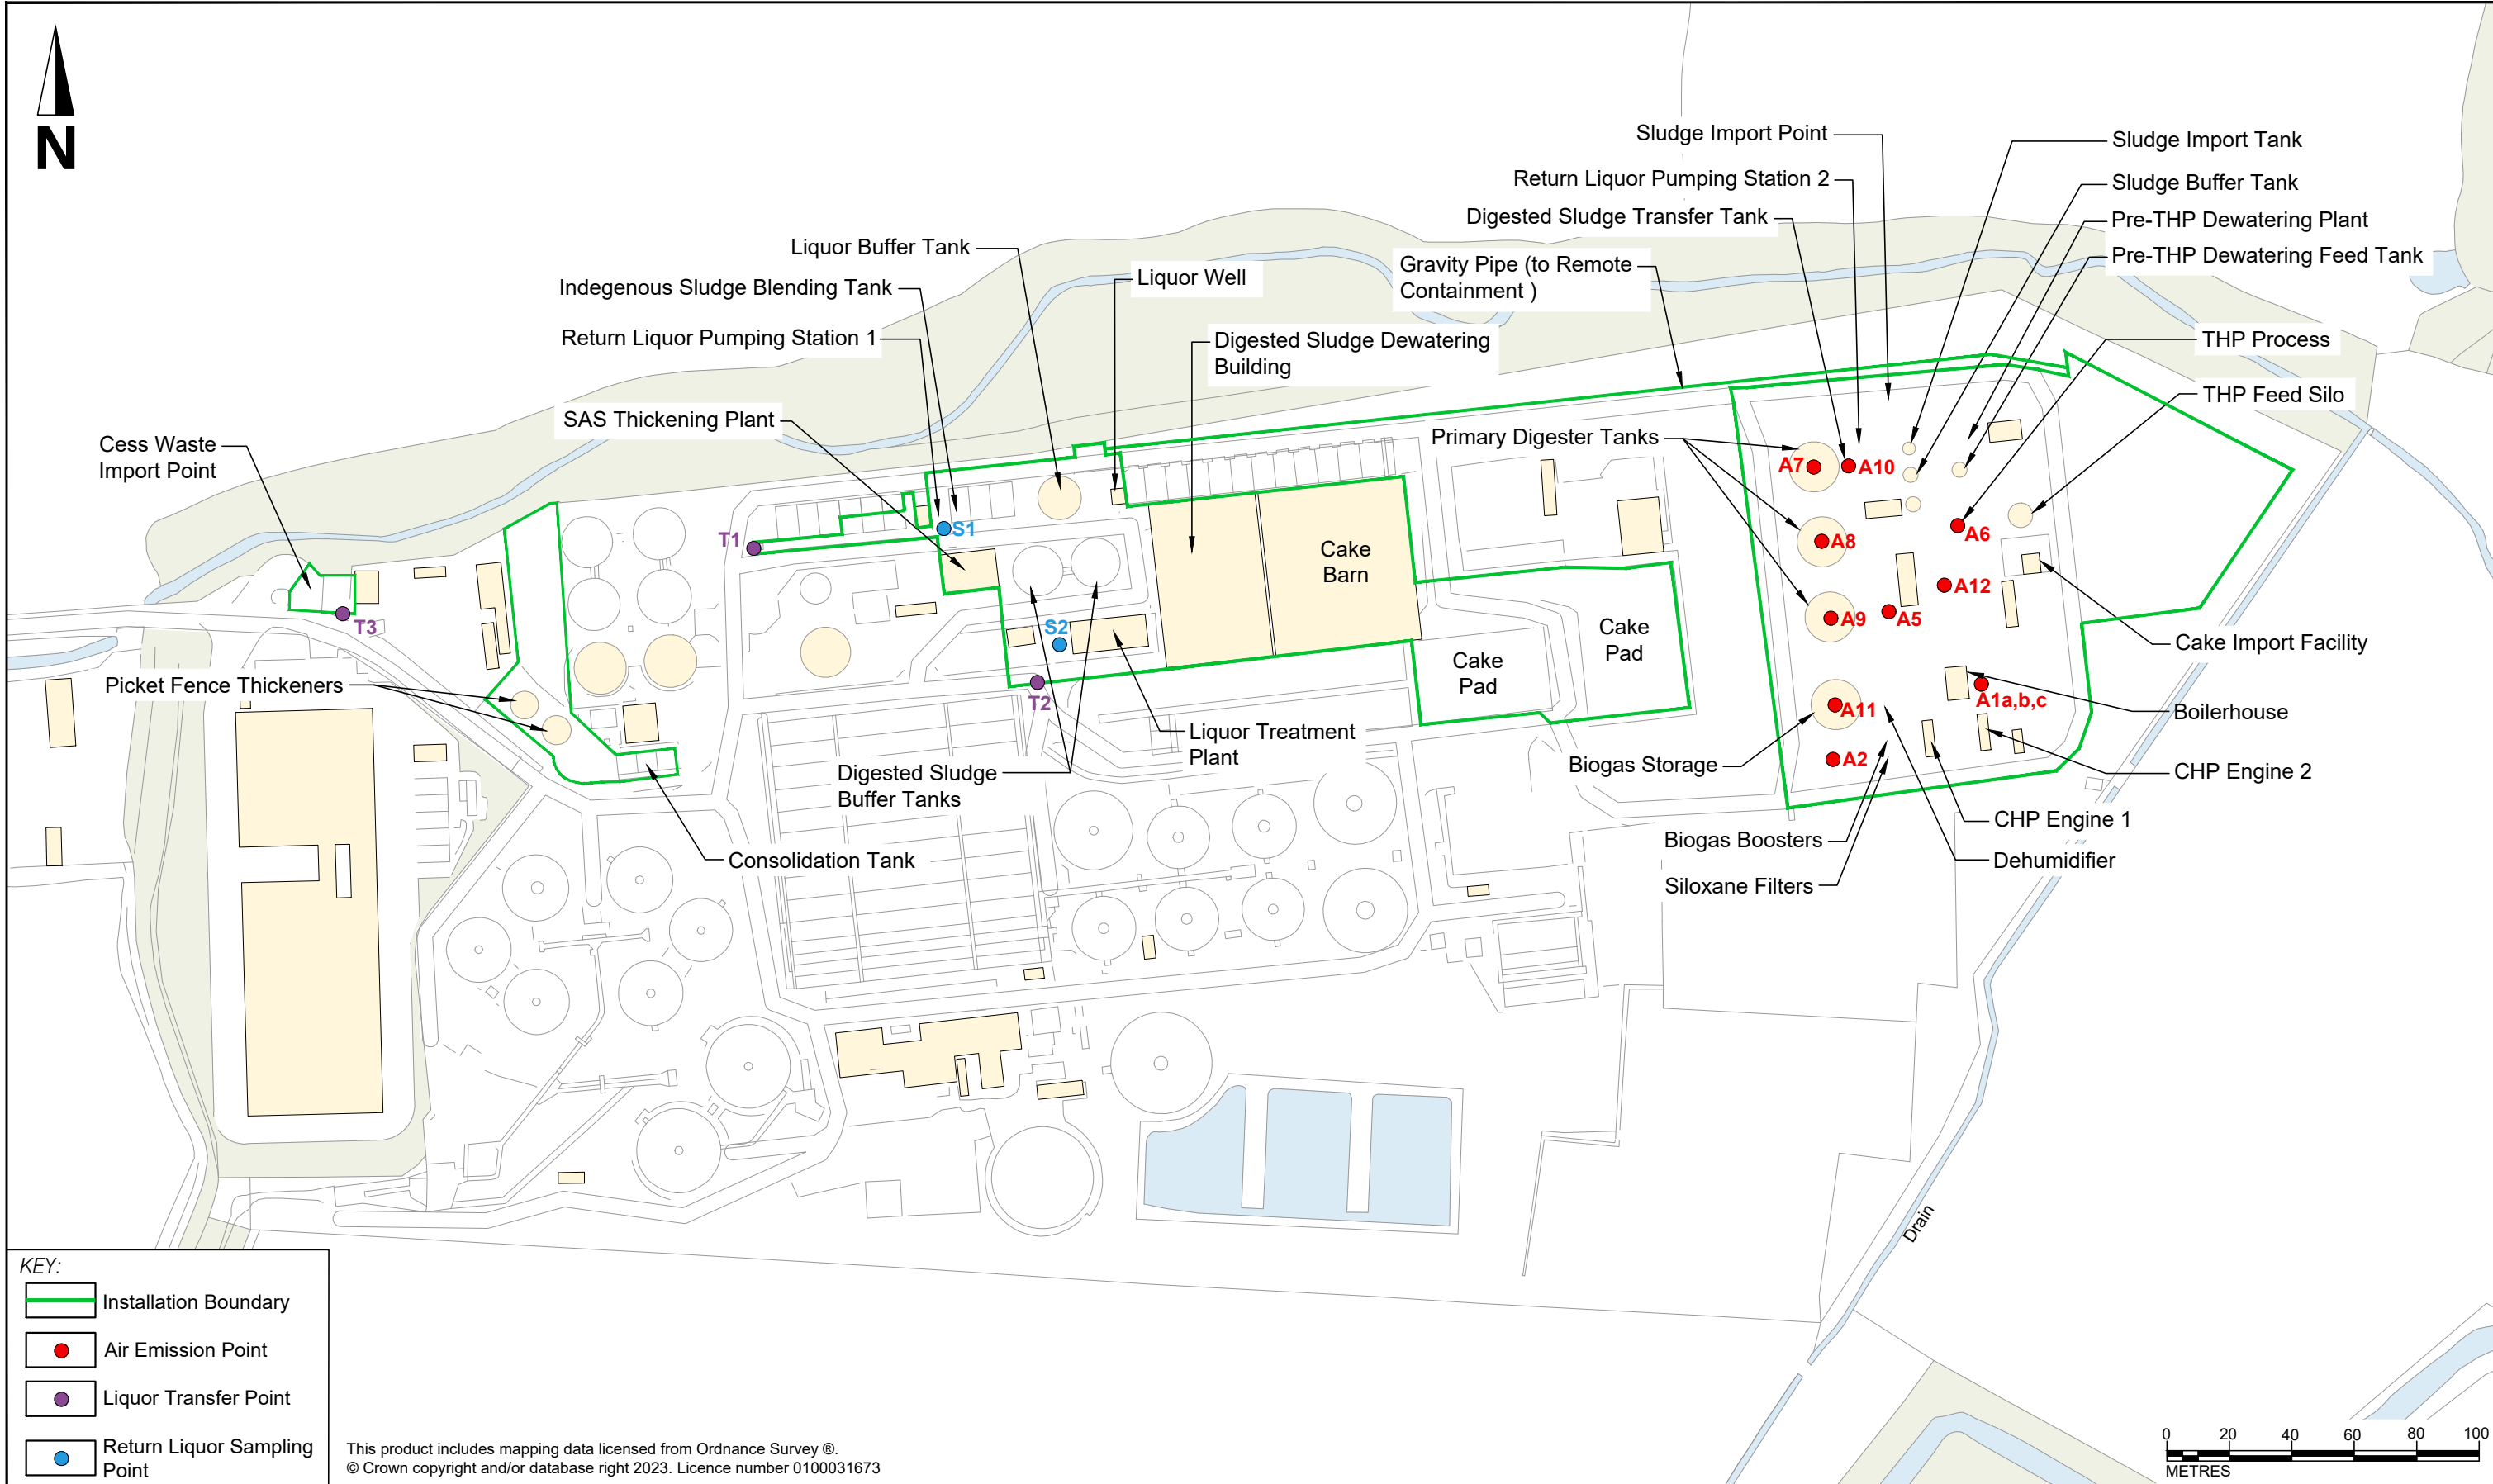 N
Sludge Import Point
Sludge Import Tank
Return Liquor Pumping Station 2
Sludge Buffer Tank
Digested Sludge Transfer Tank
Pre-THP Dewatering Plant
Liquor Buffer Tank
Pre-THP Dewatering Feed Tank
Gravity Pipe (to Remote
Containment )
Liquor Well
Indegenous Sludge Blending Tank
Return Liquor Pumping Station 1
Digested Sludge Dewatering
Building
THP Process
THP Feed Silo
SAS Thickening Plant
Primary Digester Tanks
Cess Waste
Import Point
A7
A10
S1
T1
A8
A6
Cake
Barn
A12
T3
S2
A9
A5
Cake
Pad
Cake
Pad
Cake Import Facility
Picket Fence Thickeners
T2
A1a,b,c
A11
Boilerhouse
Liquor Treatment
Plant
A2
Biogas Storage
CHP Engine 2
Digested Sludge
Buffer Tanks
CHP Engine 1
Biogas Boosters
Consolidation Tank
Dehumidifier
Siloxane Filters
Drain
KEY:
Installation Boundary
Air Emission Point
Liquor Transfer Point
Return Liquor Sampling
Point
This product includes mapping data licensed from Ordnance Survey ®.
© Crown copyright and/or database right 2023. Licence number 0100031673
0 20 40 60 80 100
METRES